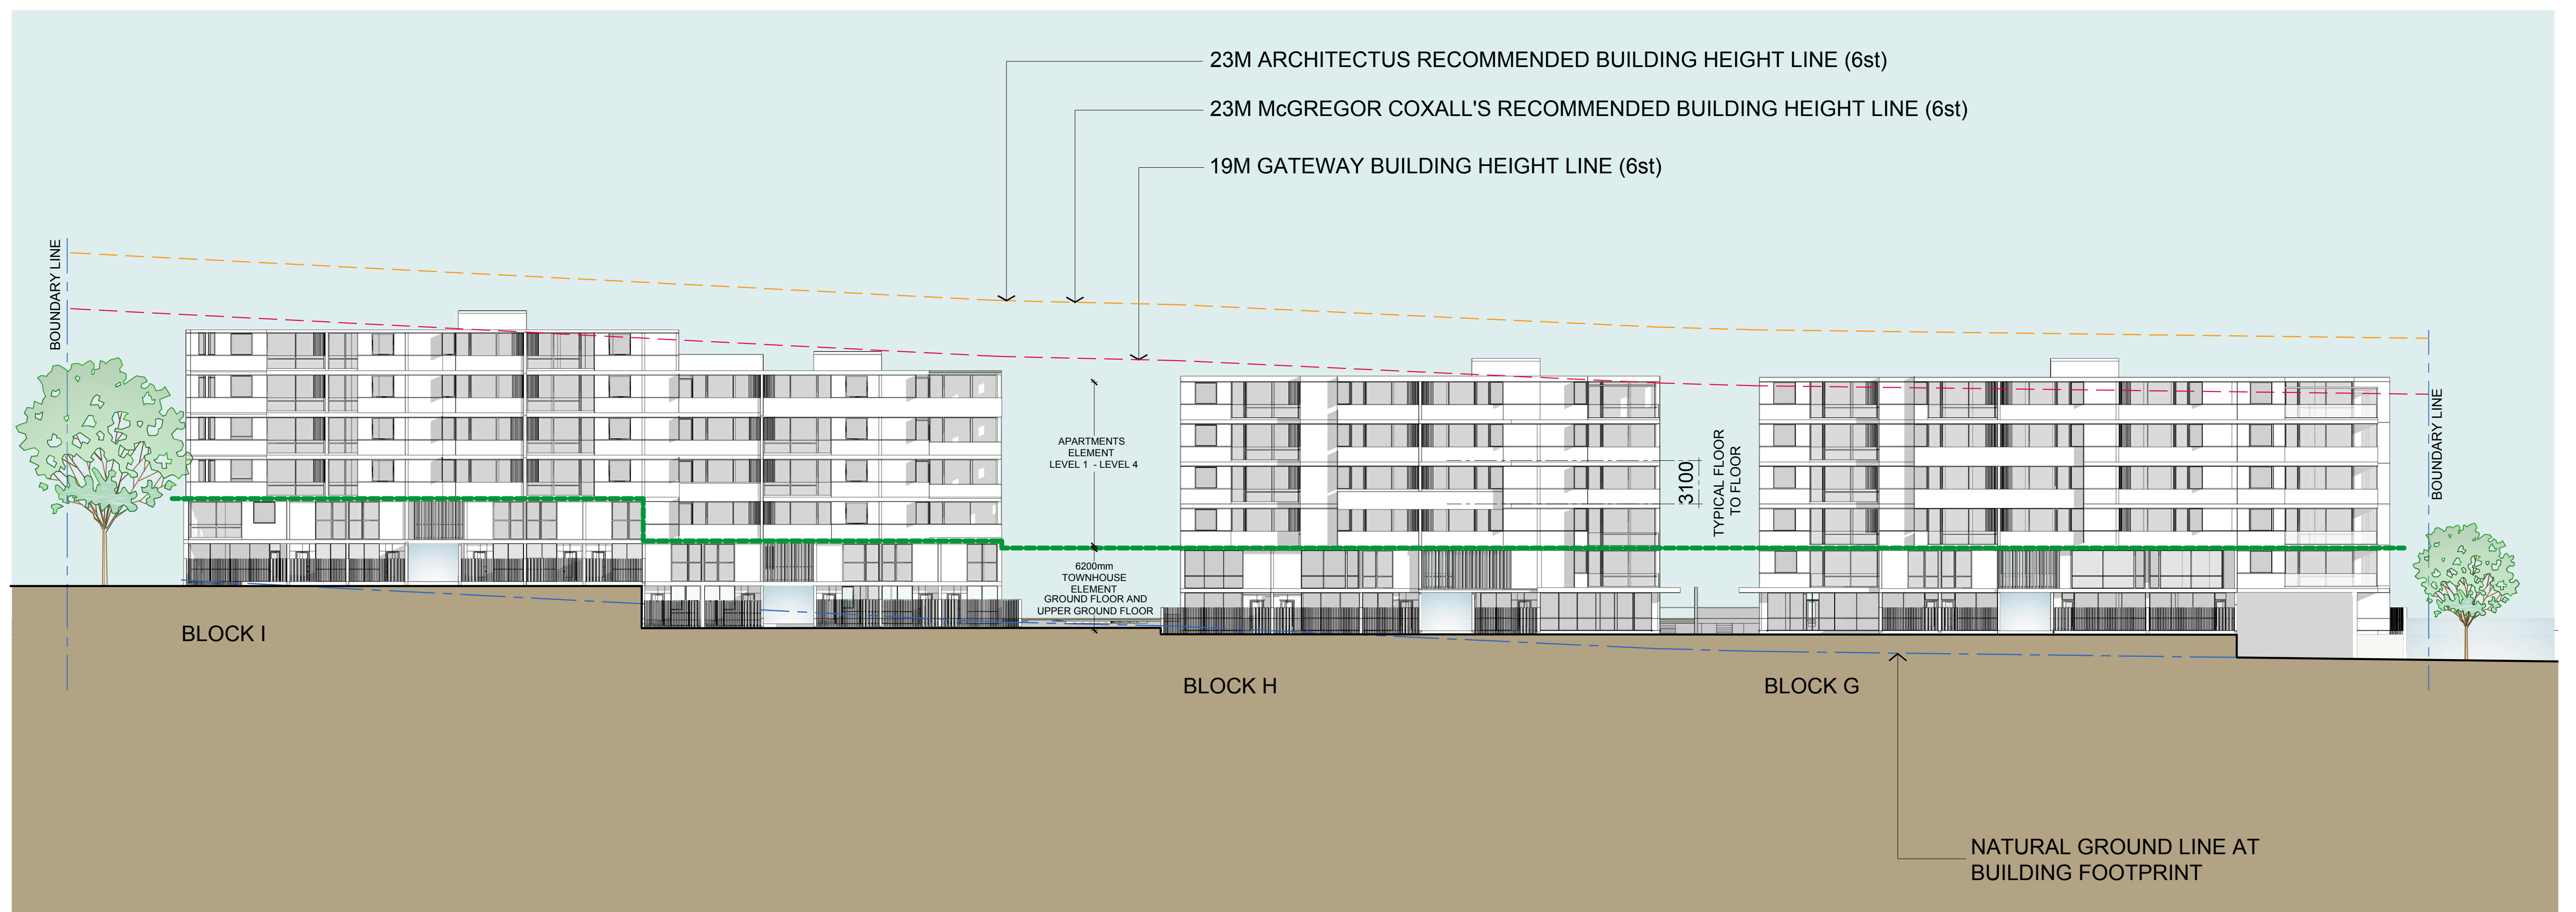 23M ARCHITECTUS RECOMMENDED BUILDING HEIGHT LINE (6st)
23M McGREGOR COXALL'S RECOMMENDED BUILDING HEIGHT LINE (6st)
19M GATEWAY BUILDING HEIGHT LINE (6st)
BOUNDARY LINE
APARTMENTS
ELEMENT
LEVEL 1 - LEVEL 4
3100
TYPICAL FLOOR
TO FLOOR
BOUNDARY LINE
6200mm
TOWNHOUSE
ELEMENT
GROUND FLOOR AND
UPPER GROUND FLOOR
BLOCK I
BLOCK H
BLOCK G
NATURAL GROUND LINE AT
BUILDING FOOTPRINT